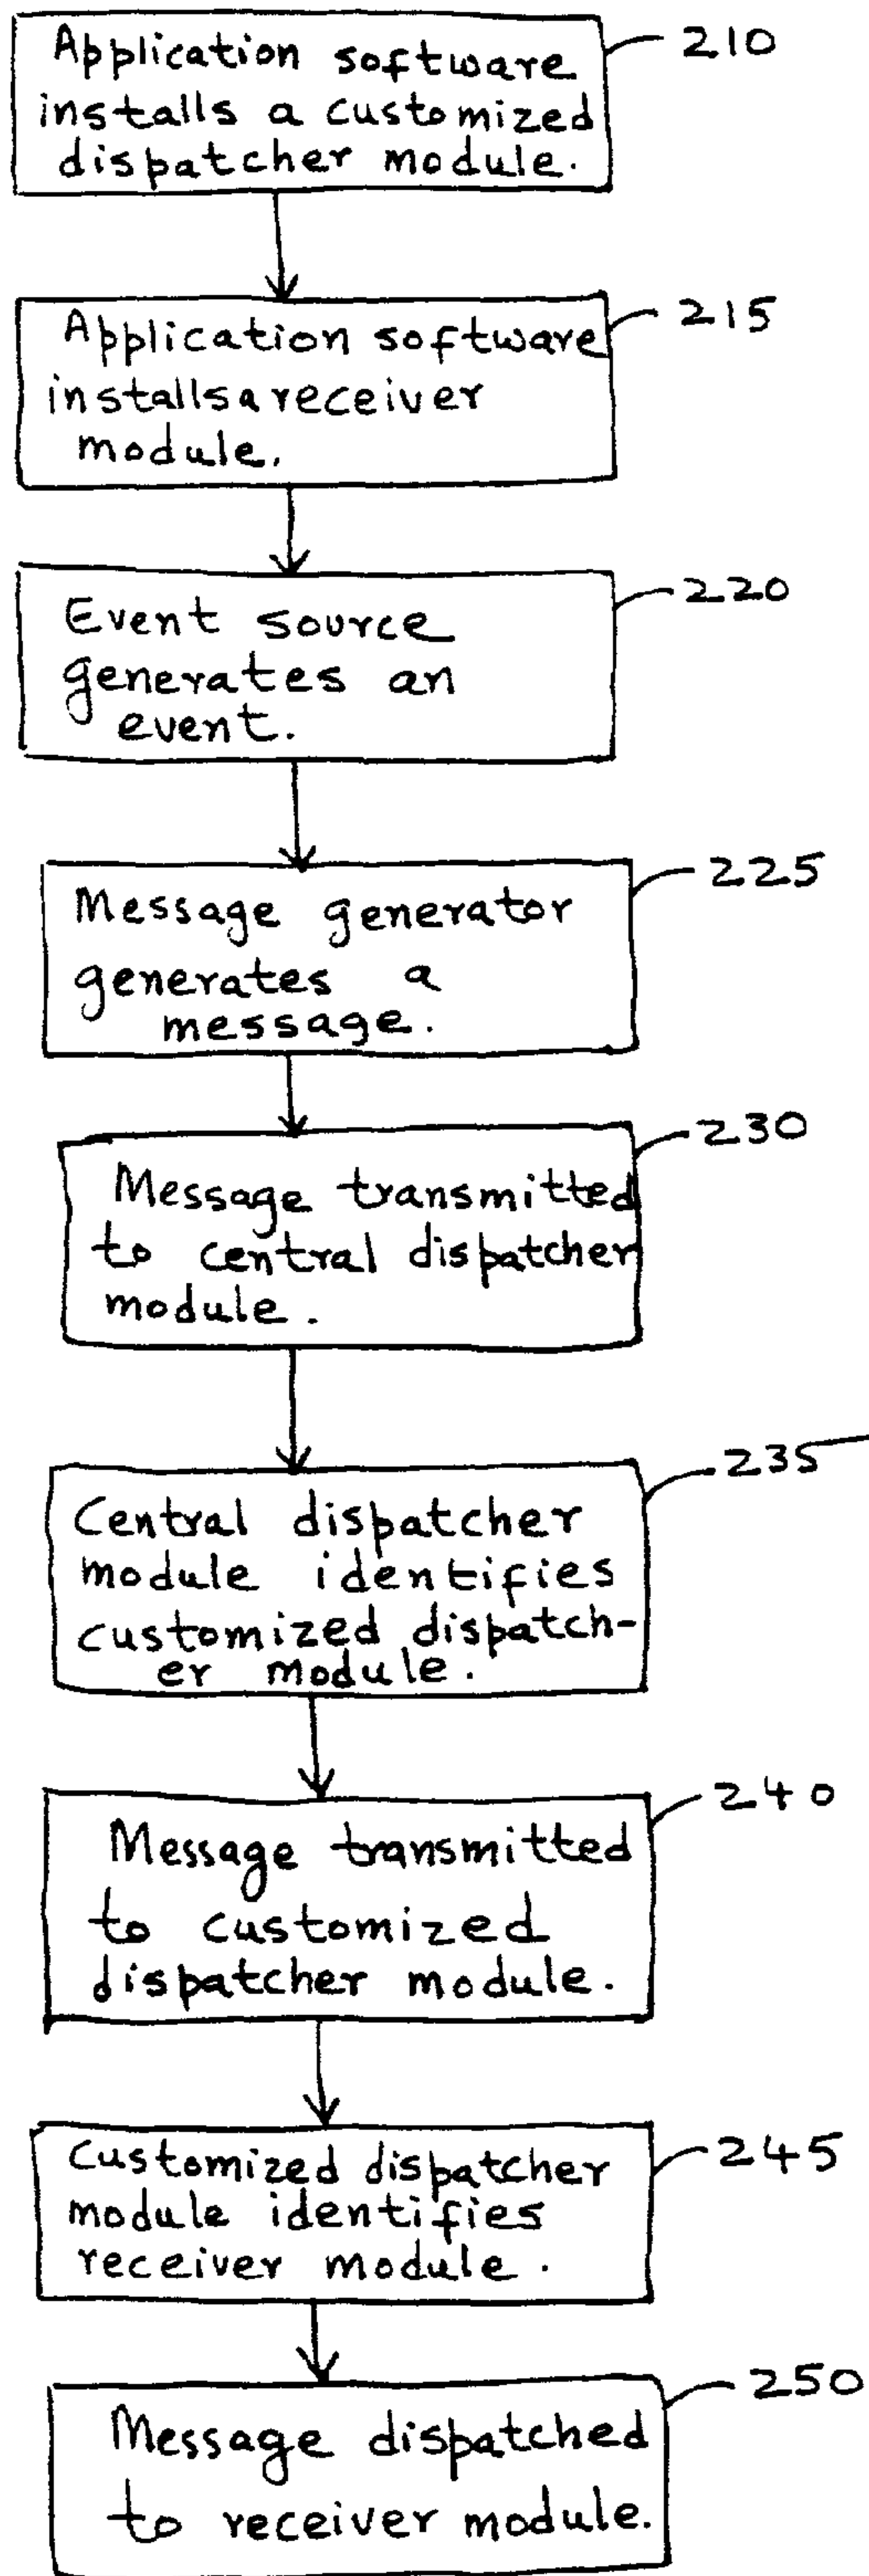 Application software
installs a customized
dispatcher module.
210
Application software
installs a receiver
module.
215
Event source
generates an
event.
220
Message generator
generates a
message.
225
Message transmitted
to central dispatcher
module.
230
Central dispatcher
module identifies
customized dispatch-
er module.
235
Message transmitted
to customized
dispatcher module.
240
Customized dispatcher
module identifies
receiver module.
245
Message dispatched
to receiver module.
250